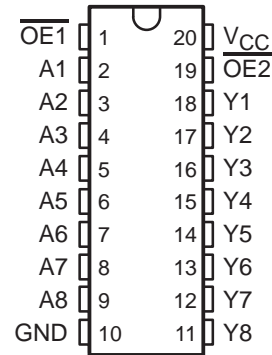 OE1 1 20 VCC
A1 2 19 OE2
A2 3 18 Y1
A3 4 17 Y2
A4 5 16 Y3
A5 6 15 Y4
A6 7 14 Y5
A7 8 13 Y6
A8 9 12 Y7
GND 10 11 Y8